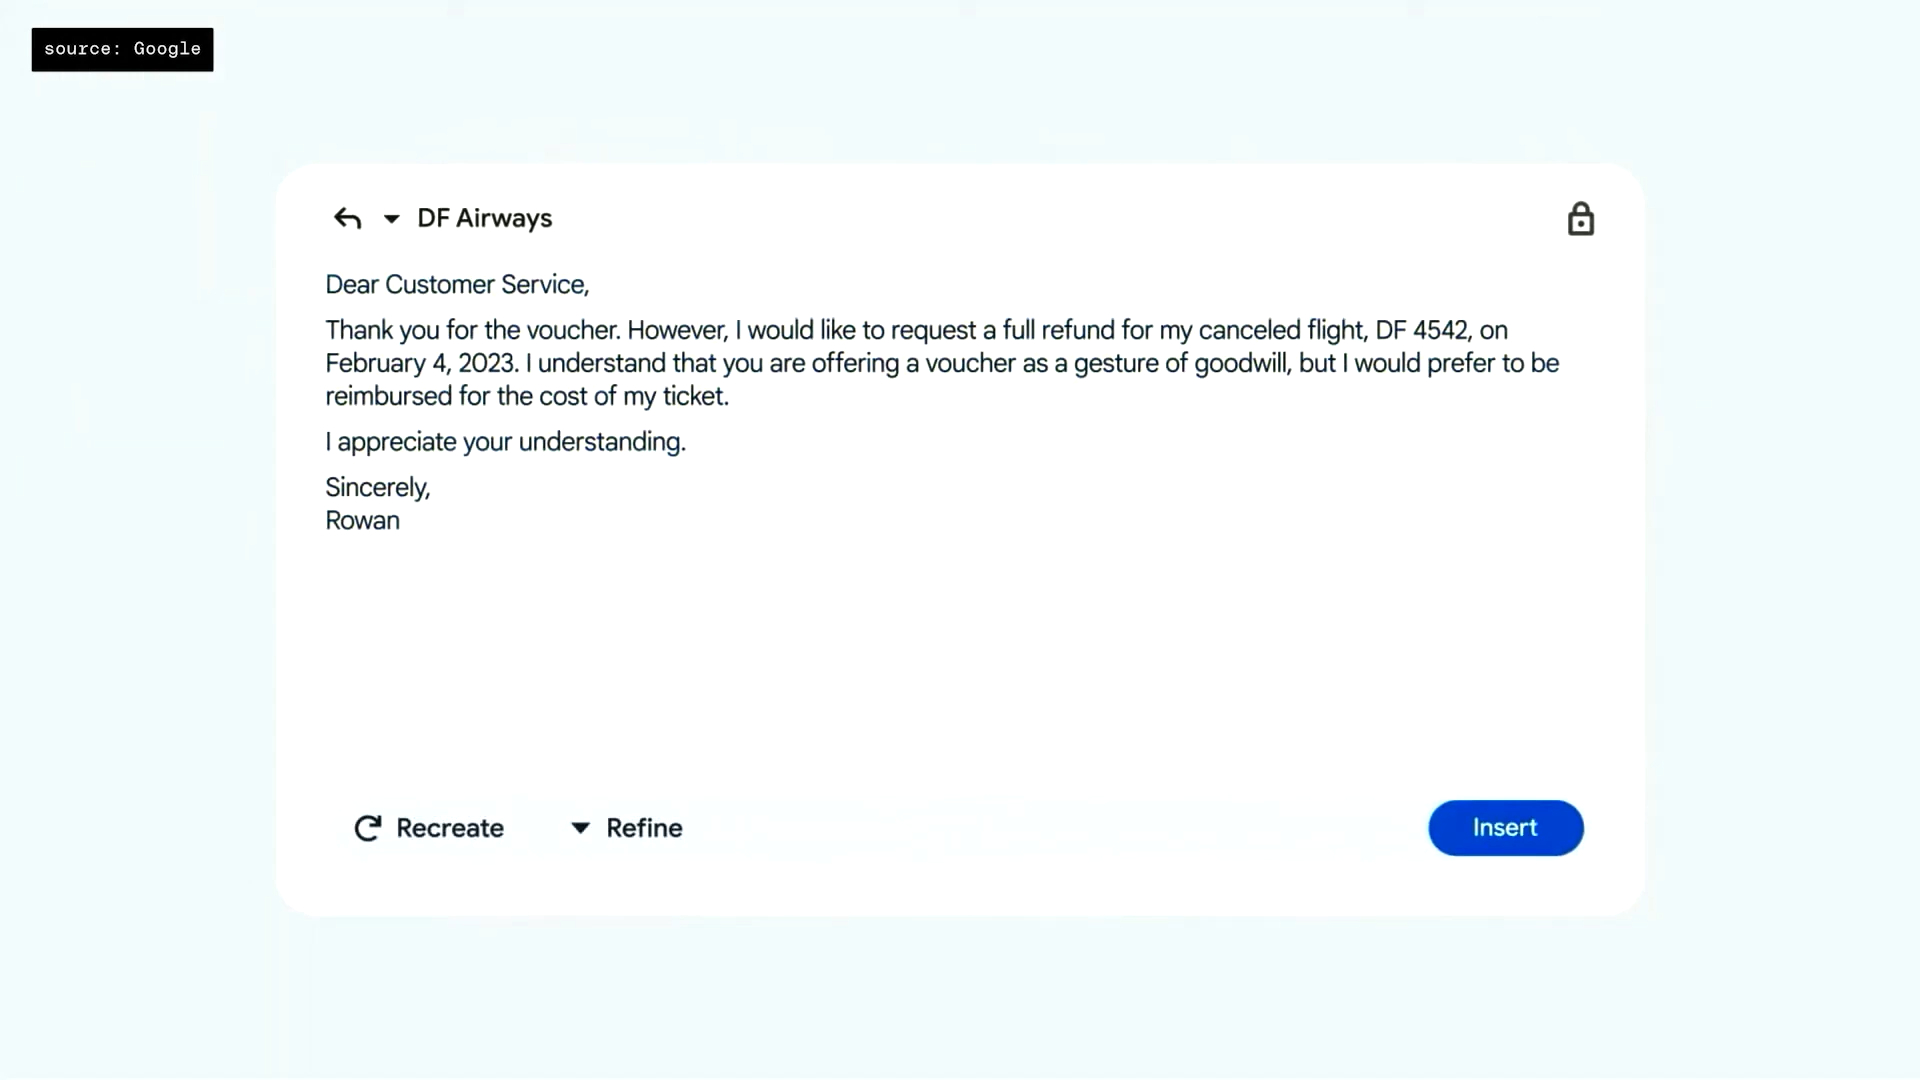 source: Google
DF Airways
Dear Customer Service,
Thank you for the voucher. However, I would like to request a full refund for my canceled flight, DF 4542, on
February 4, 2023. I understand that you are offering a voucher as a gesture of goodwill, but I would prefer to be
reimbursed for the cost of my ticket.
I appreciate your understanding.
Sincerely,
Rowan
Recreate
Refine
Insert